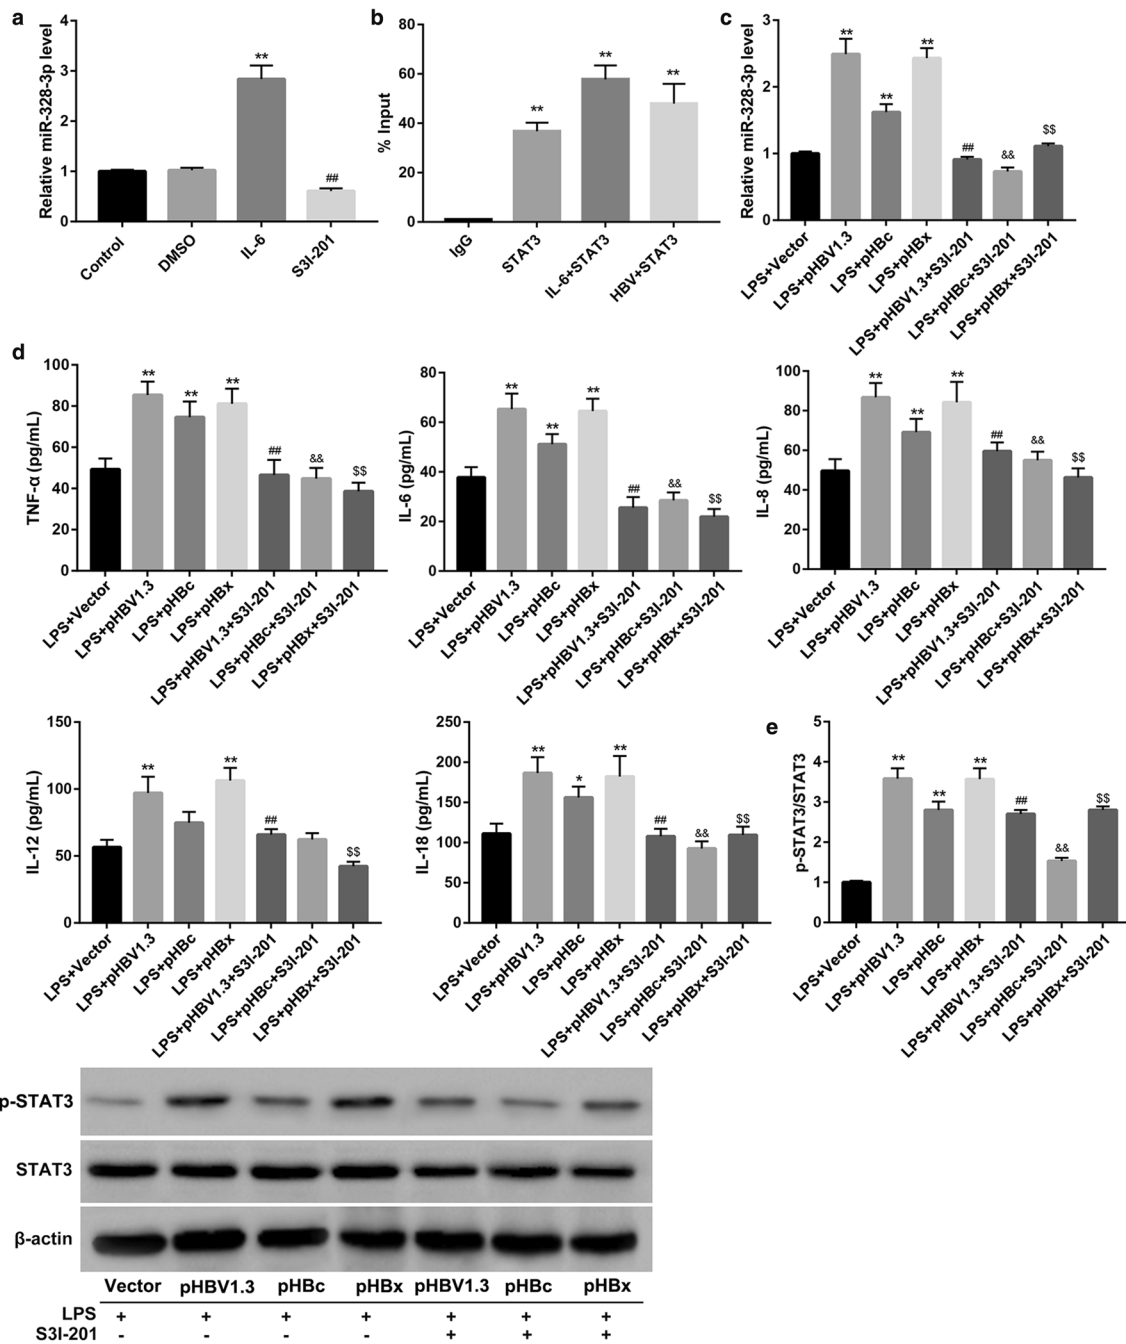 a
Relative miR-328-3p level
4
3
2
1
0
**
##
Control
DMSO
IL-6
S3I-201
b
% Input
80
60
40
20
0
**
**
**
IgG
STAT3
IL-6+STAT3
HBV+STAT3
c
Relative miR-328-3p level
3
2
1
0
**
**
**
##
&&
$$
LPS+Vector
LPS+pHBV1.3
LPS+pHBc
LPS+pHBx
LPS+pHBV1.3+S3I-201
LPS+pHBc+S3I-201
LPS+pHBx+S3I-201
d
TNF-α (pg/mL)
100
80
60
40
20
0
**
**
**
##
&&
$$
LPS+Vector
LPS+pHBV1.3
LPS+pHBc
LPS+pHBx
LPS+pHBV1.3+S3I-201
LPS+pHBc+S3I-201
LPS+pHBx+S3I-201
IL-6 (pg/mL)
80
60
40
20
0
**
**
**
##
&&
$$
LPS+Vector
LPS+pHBV1.3
LPS+pHBc
LPS+pHBx
LPS+pHBV1.3+S3I-201
LPS+pHBc+S3I-201
LPS+pHBx+S3I-201
IL-8 (pg/mL)
100
80
60
40
20
0
**
**
**
##
&&
$$
LPS+Vector
LPS+pHBV1.3
LPS+pHBc
LPS+pHBx
LPS+pHBV1.3+S3I-201
LPS+pHBc+S3I-201
LPS+pHBx+S3I-201
IL-12 (pg/mL)
150
100
50
0
**
**
##
$$
LPS+Vector
LPS+pHBV1.3
LPS+pHBc
LPS+pHBx
LPS+pHBV1.3+S3I-201
LPS+pHBc+S3I-201
LPS+pHBx+S3I-201
IL-18 (pg/mL)
250
200
150
100
50
0
**
*
**
##
&&
$$
LPS+Vector
LPS+pHBV1.3
LPS+pHBc
LPS+pHBx
LPS+pHBV1.3+S3I-201
LPS+pHBc+S3I-201
LPS+pHBx+S3I-201
e
p-STAT3/STAT3
5
4
3
2
1
0
**
**
**
##
&&
$$
LPS+Vector
LPS+pHBV1.3
LPS+pHBc
LPS+pHBx
LPS+pHBV1.3+S3I-201
LPS+pHBc+S3I-201
LPS+pHBx+S3I-201
p-STAT3
STAT3
β-actin
Vector pHBV1.3 pHBc pHBx pHBV1.3 pHBc pHBx
LPS + + + + + + +
S3I-201 - - - - + + +